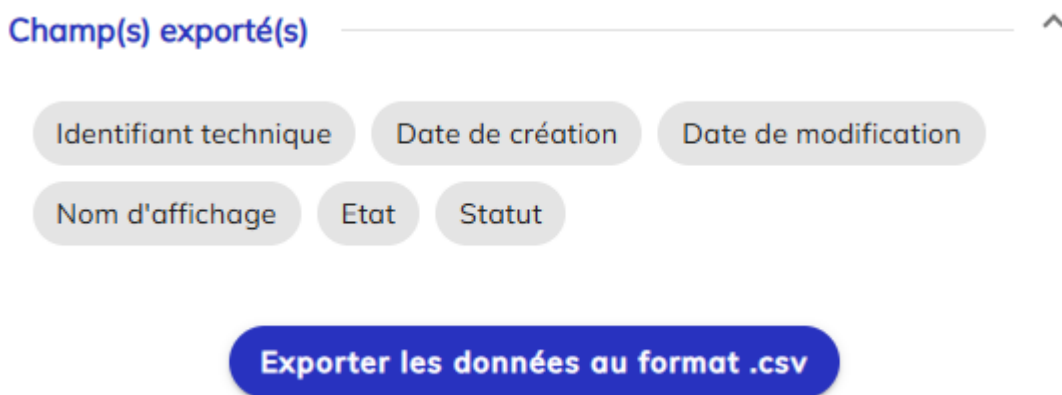 Champ(s) exporté(s)
Identifiant technique Date de création Date de modification
Nom d'affichage Etat Statut
Exporter les données au format .csv